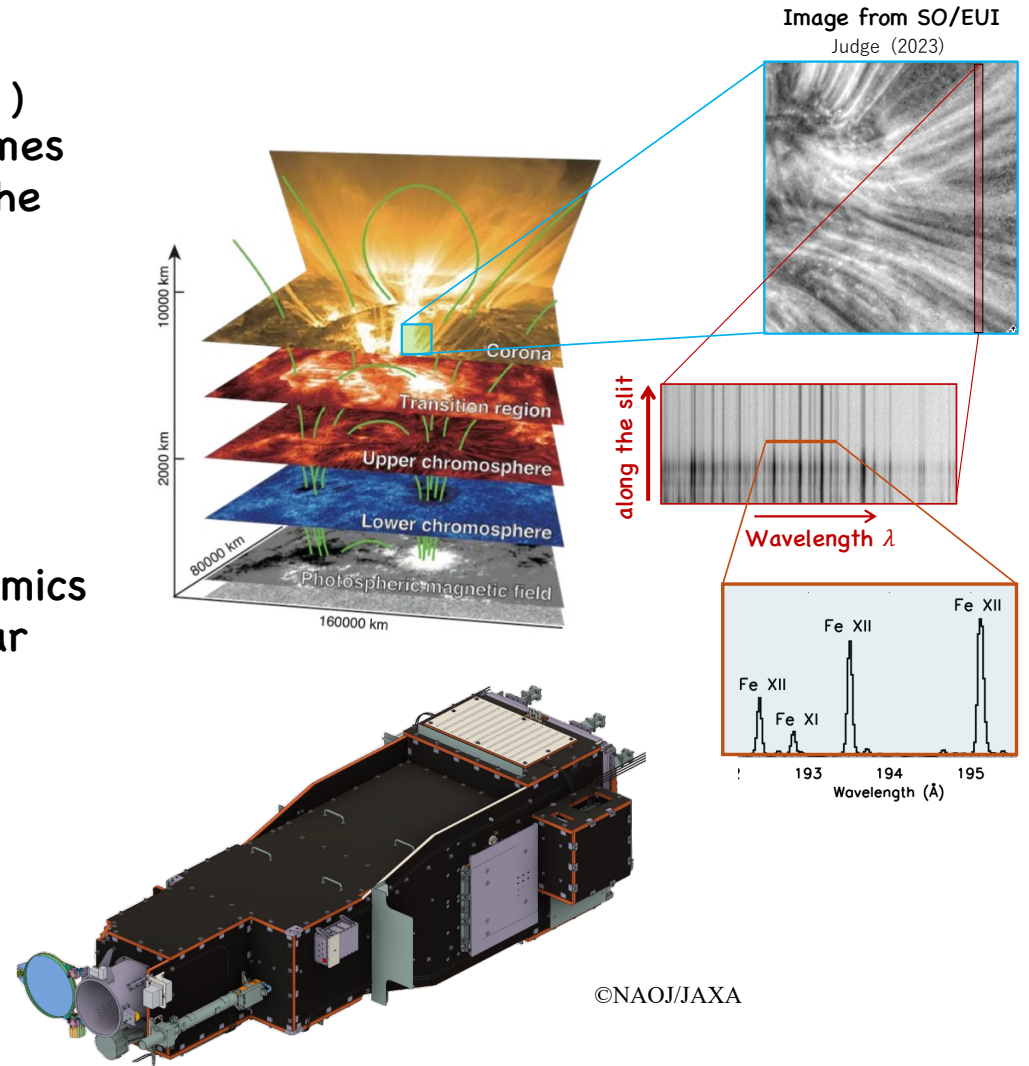 )
mes
he
mics
ur
Image from SO/EUI
Judge (2023)
10000 km
2000 km
80000 km
160000 km
Corona
Transition region
Upper chromosphere
Lower chromosphere
Photospheric magnetic field
along the slit
Wavelength λ
Fe XII
Fe XI
Fe XII
Fe XII
193 194 195
Wavelength (Å)
©NAOJ/JAXA